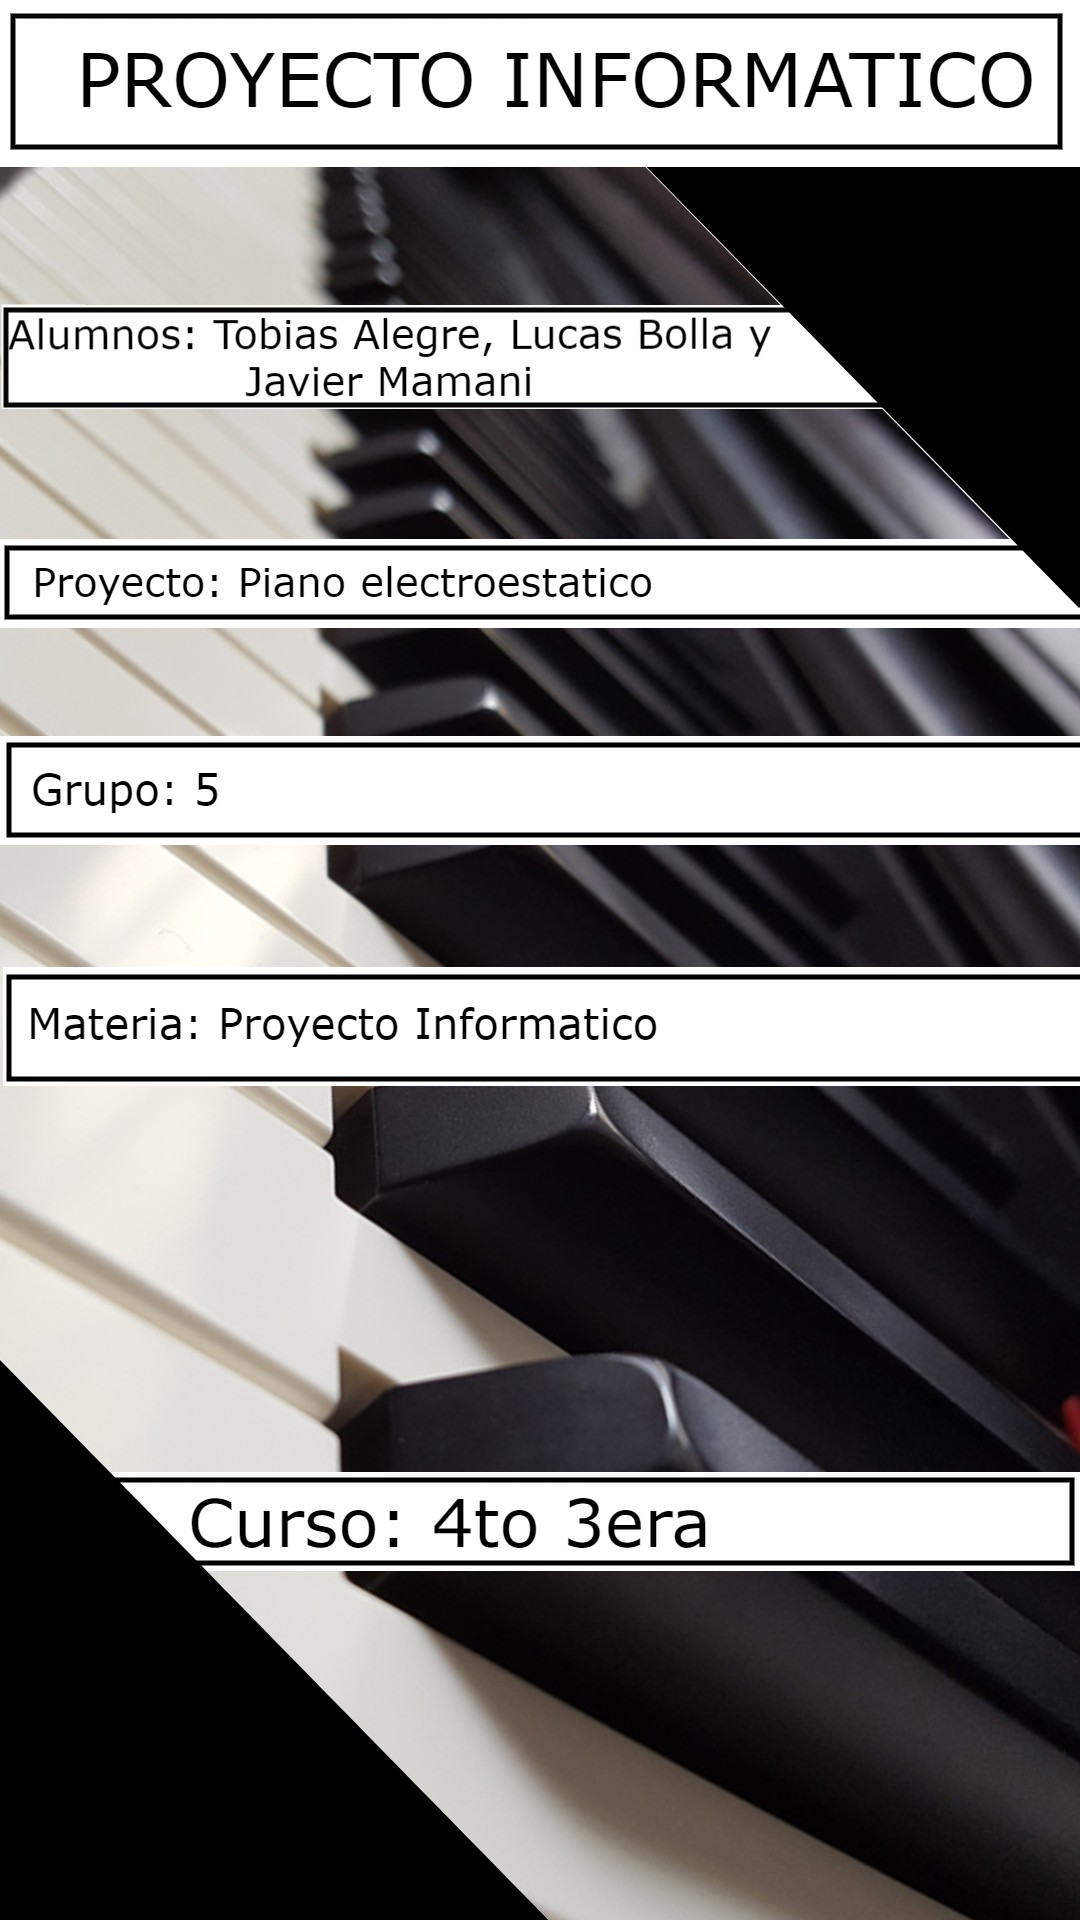 PROYECTO INFORMATICO
Alumnos: Tobias Alegre, Lucas Bolla y
Javier Mamani
Proyecto: Piano electroestatico
Grupo: 5
Materia: Proyecto Informatico
Curso: 4to 3era